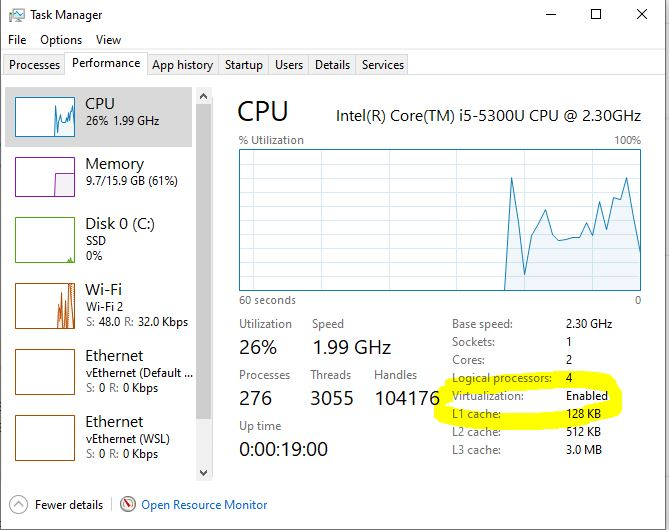 Task Manager
File Options View
Processes Performance App history Startup Users Details Services
CPU
26% 1.99 GHz
Memory
9.7/15.9 GB (61%)
Disk 0 (C:)
SSD
0%
Wi-Fi
Wi-Fi 2
S: 48.0 R: 32.0 Kbps
Ethernet
vEthernet (Default ...
S: 0 R: 0 Kbps
Ethernet
vEthernet (WSL)
S: 0 R: 0 Kbps
CPU Intel(R) Core(TM) i5-5300U CPU @ 2.30GHz
% Utilization 100%
60 seconds 0
Utilization Speed
26% 1.99 GHz
Processes Threads Handles
276 3055 104176
Up time
0:00:19:00
Base speed: 2.30 GHz
Sockets: 1
Cores: 2
Logical processors: 4
Virtualization: Enabled
L1 cache: 128 KB
L2 cache: 512 KB
L3 cache: 3.0 MB
Fewer details Open Resource Monitor